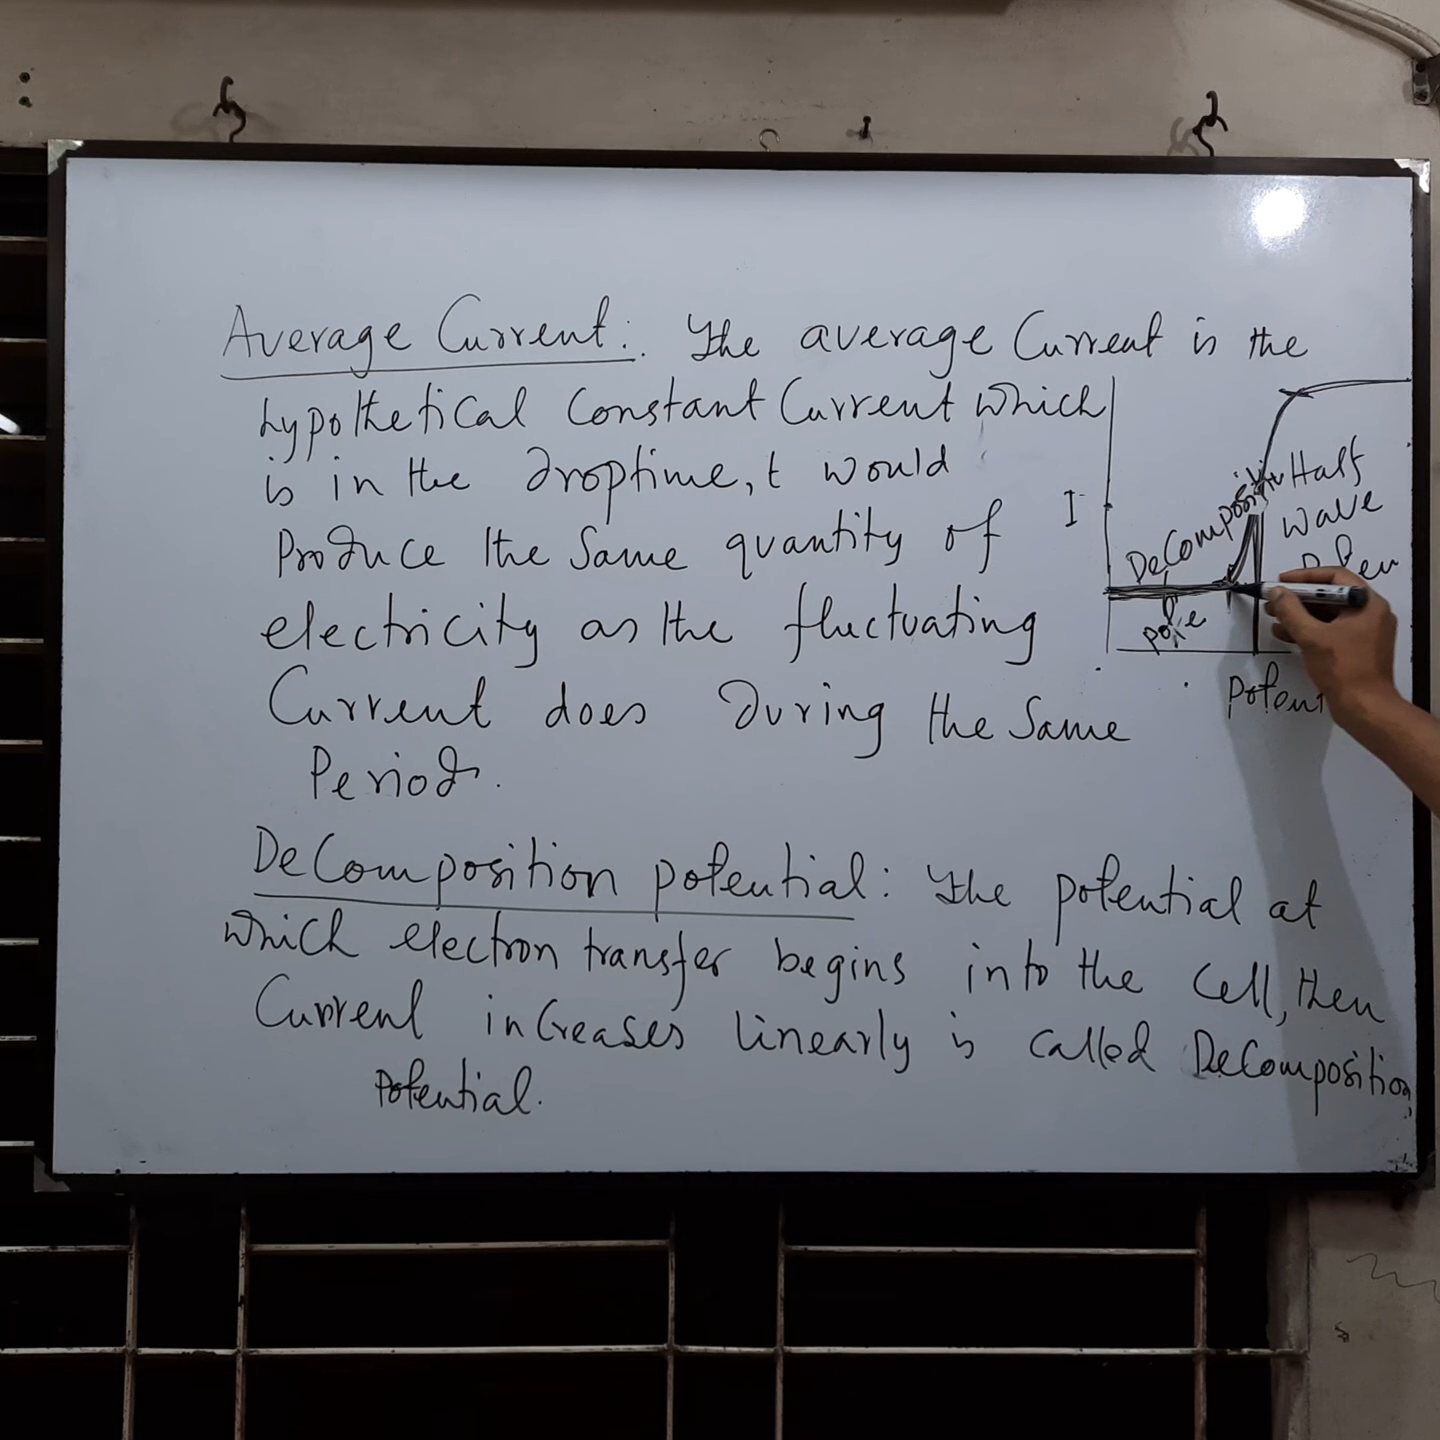 Average Current: The average Current is the
hypothetical Constant Current which
is in the droptime, t would
Produce the Same quantity of
electricity as the fluctuating
Current does During the Same
Period.
Decomposition potential: The potential at
which electron transfer begins into the Cell, then
Current increases linearly is called Decomposition
Potential.
I
Half
wave
Poten